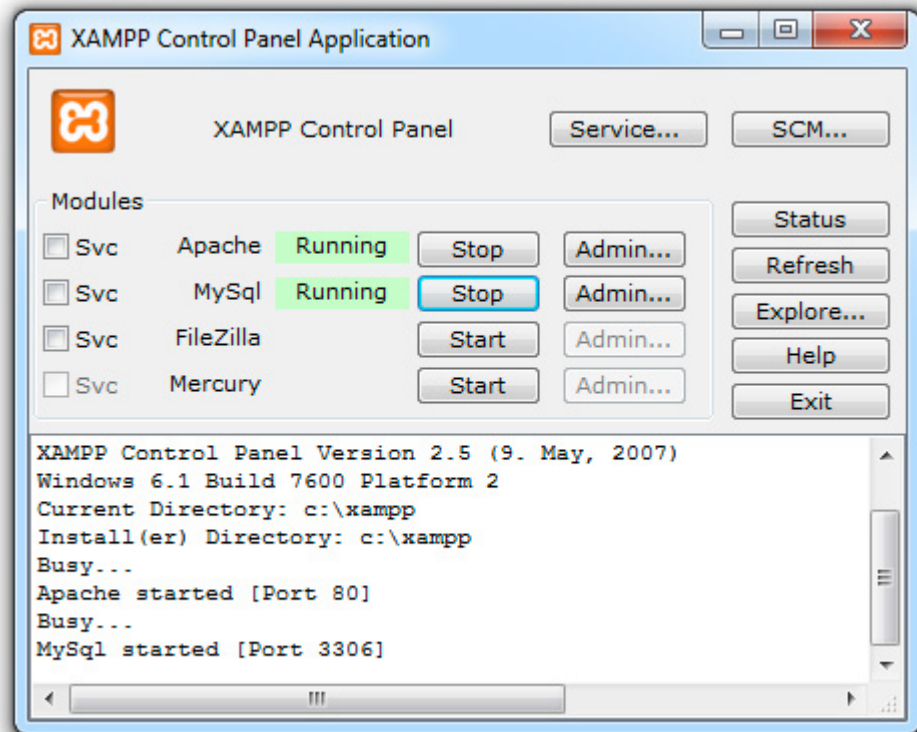 XAMPP Control Panel Application
XAMPP Control Panel Service... SCM...
Modules
Status
Svc Apache Running Stop Admin...
Refresh
Svc MySql Running Stop Admin...
Explore...
Svc FileZilla Start Admin...
Help
Svc Mercury Start Admin...
Exit
XAMPP Control Panel Version 2.5 (9. May, 2007)
Windows 6.1 Build 7600 Platform 2
Current Directory: c:\xampp
Install(er) Directory: c:\xampp
Busy...
Apache started [Port 80]
Busy...
MySql started [Port 3306]